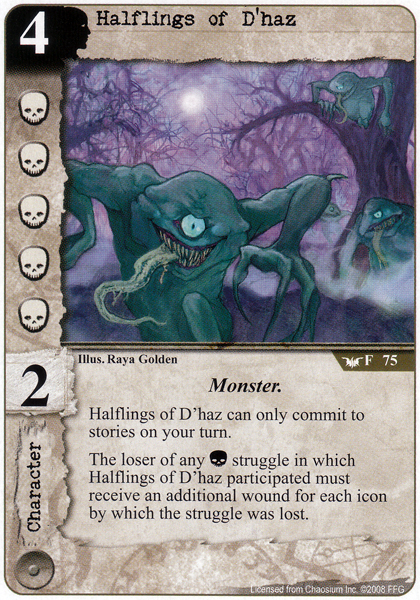 4
Halflings of D'haz
Illus. Raya Golden
F 75
2
Character
Monster.
Halflings of D'haz can only commit to
stories on your turn.
The loser of any struggle in which
Halflings of D'haz participated must
receive an additional wound for each icon
by which the struggle was lost.
Licensed from Chaosium Inc. ©2008 FFG